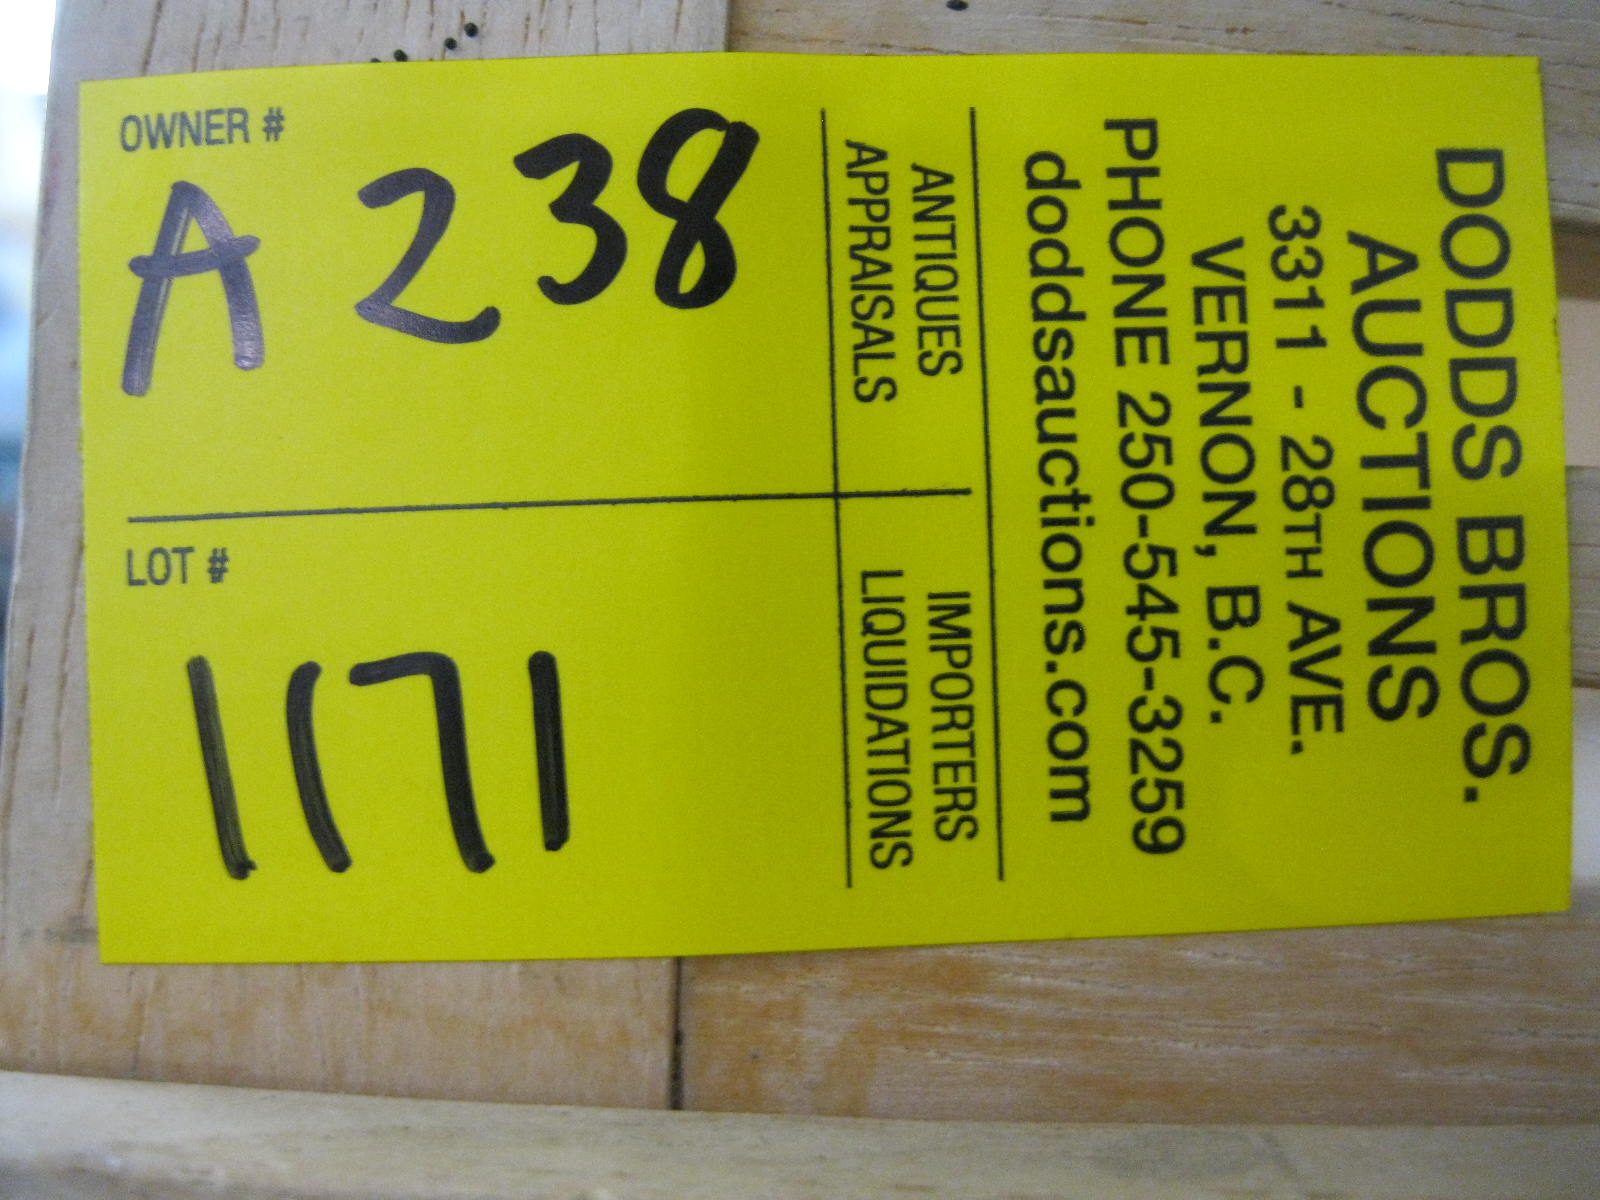 DODDS BROS.
AUCTIONS
3311 - 28TH AVE.
VERNON, B.C.
PHONE 250-545-3259
doddsauctions.com
ANTIQUES
APPRAISALS
IMPORTERS
LIQUIDATIONS
OWNER #
A 238
LOT #
1171